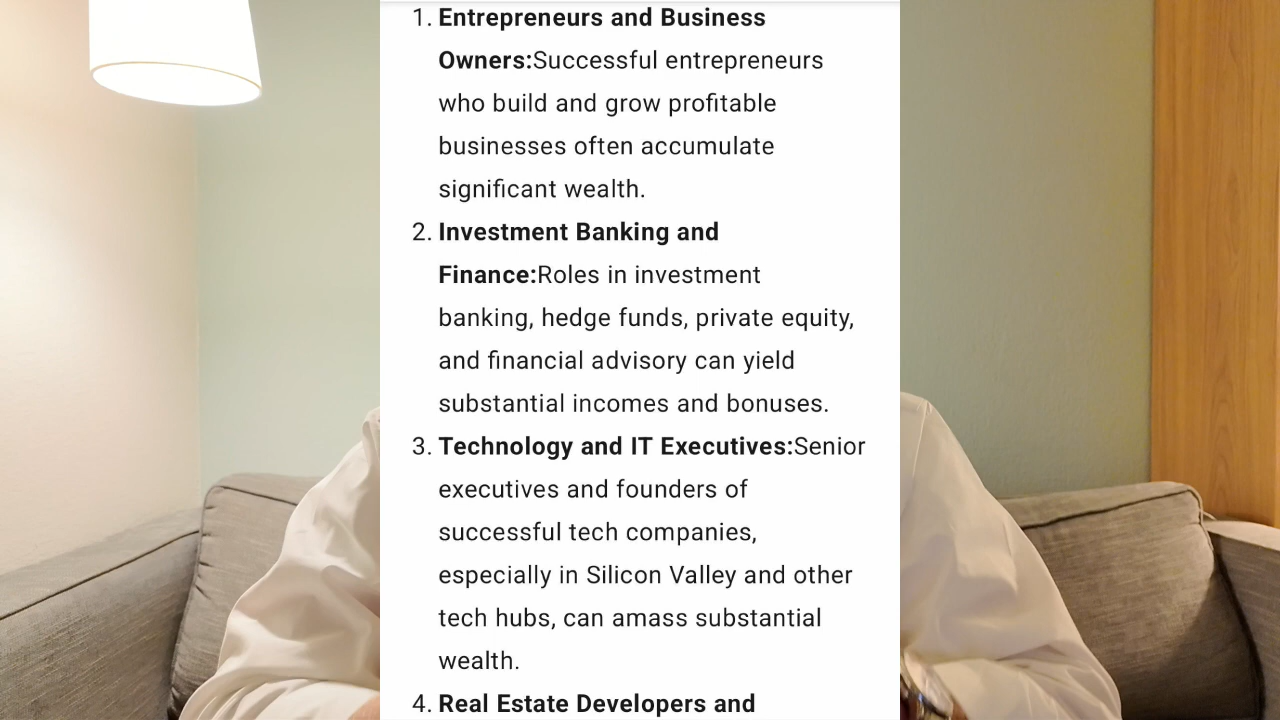 1. Entrepreneurs and Business
Owners:Successful entrepreneurs
who build and grow profitable
businesses often accumulate
significant wealth.
2. Investment Banking and
Finance:Roles in investment
banking, hedge funds, private equity,
and financial advisory can yield
substantial incomes and bonuses.
3. Technology and IT Executives:Senior
executives and founders of
successful tech companies,
especially in Silicon Valley and other
tech hubs, can amass substantial
wealth.
4. Real Estate Developers and